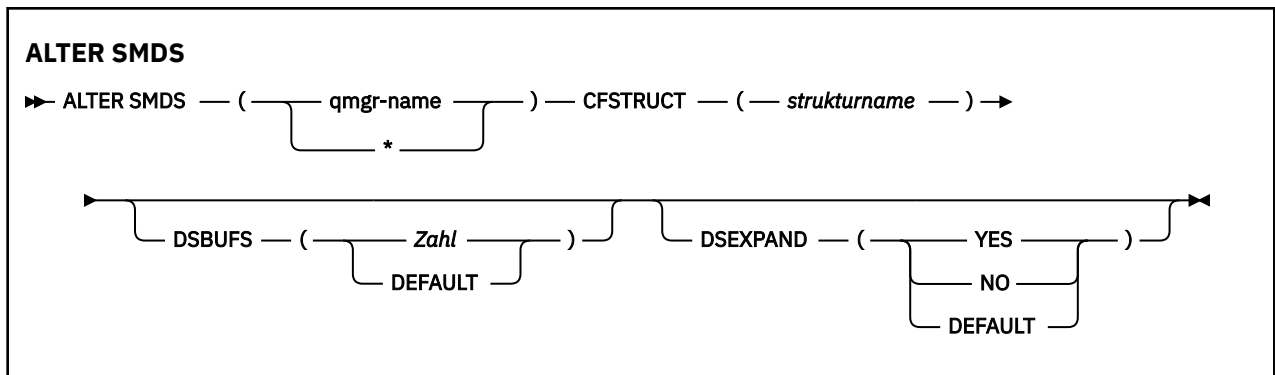 ALTER SMDS
ALTER SMDS ( qmgr-name ) CFSTRUCT ( strukturname )
*
DSBUFS ( Zahl ) DSEXPAND ( YES )
DEFAULT NO
DEFAULT